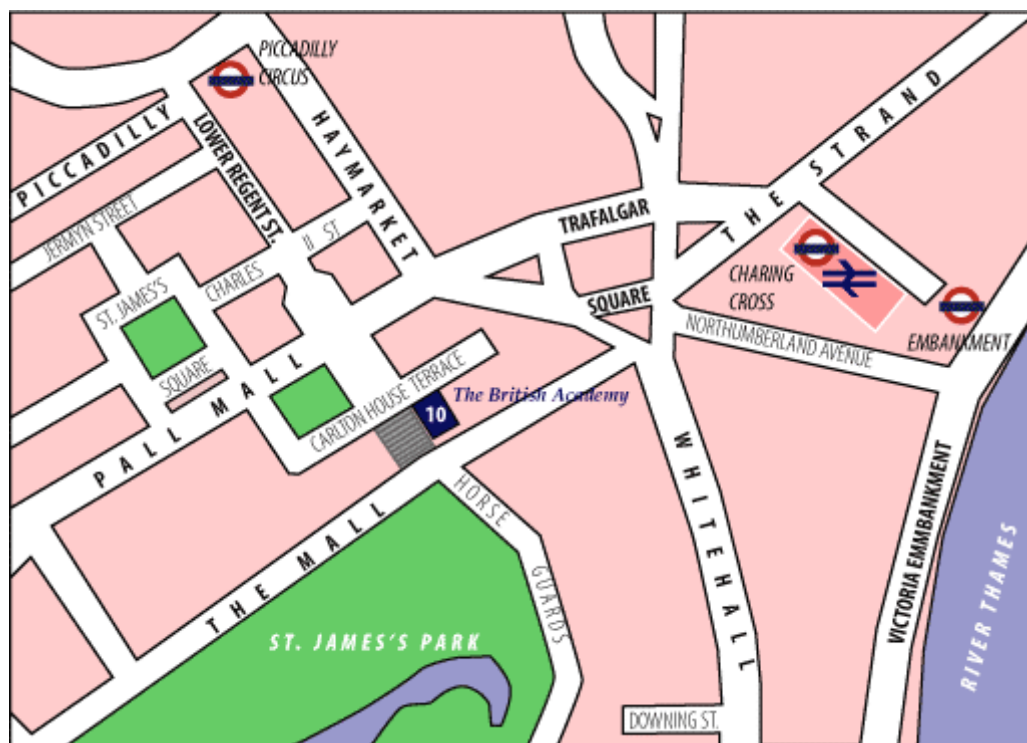 PICCADILLY
CIRCUS
PICCADILLY
LOWER REGENT ST.
HAYMARKET
JERMYN STREET
CHARLES II ST
ST. JAMES'S
SQUARE
PALL MALL
TRAFALGAR
SQUARE
THE STRAND
CHARING
CROSS
EMBANKMENT
NORTHUMBERLAND AVENUE
CARLTON HOUSE TERRACE
10
The British Academy
THE MALL
HORSE
GUARDS
WHITEHALL
ST. JAMES'S PARK
DOWNING ST.
VICTORIA EMMBANKMENT
RIVER THAMES